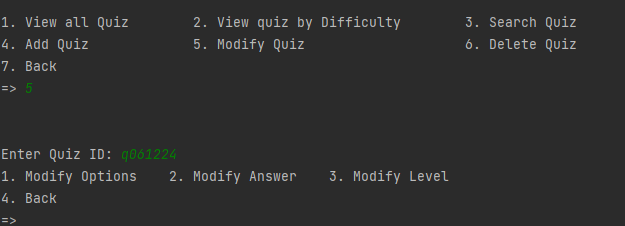 1. View all Quiz        2. View quiz by Difficulty        3. Search Quiz
4. Add Quiz             5. Modify Quiz                    6. Delete Quiz
7. Back
=> 5
Enter Quiz ID: q061224
1. Modify Options    2. Modify Answer    3. Modify Level
4. Back
=>